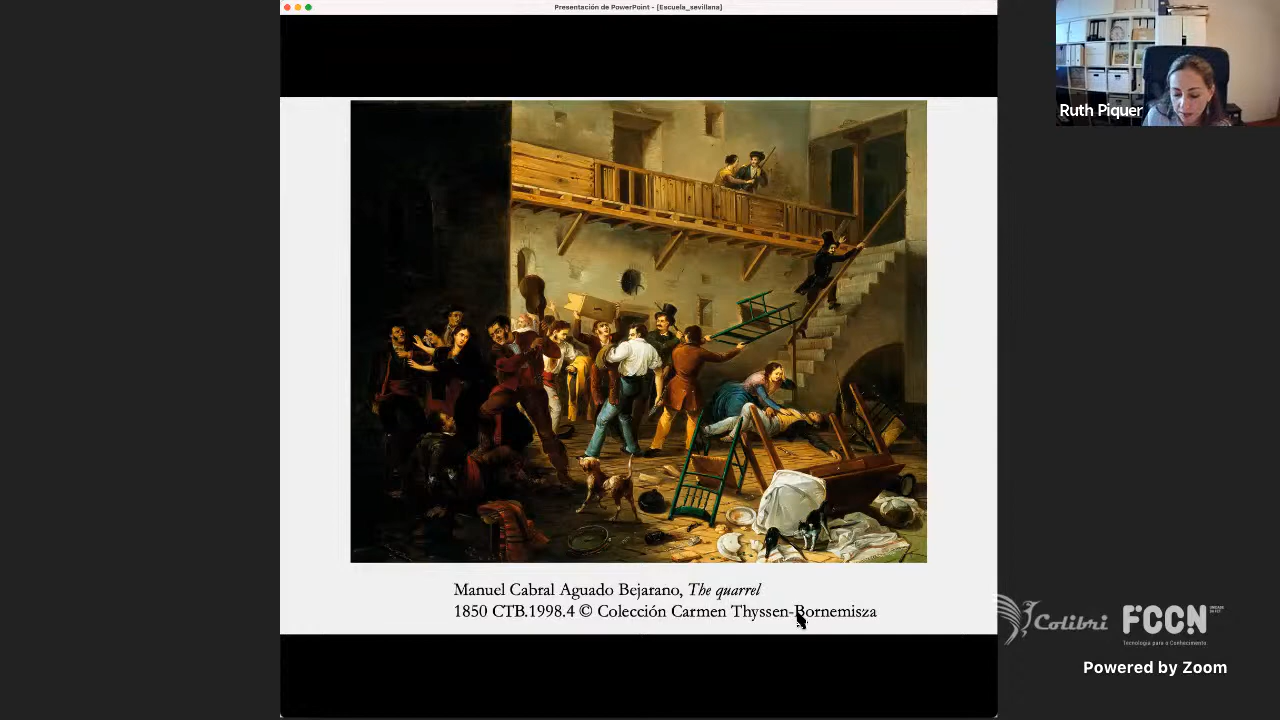 Presentación de PowerPoint - [Escuela_sevillana]
Ruth Piquer
Manuel Cabral Aguado Bejarano, The quarrel
1850 CTB.1998.4 © Colección Carmen Thyssen-Bornemisza
Colibri FCCN
Tecnologia para o Conhecimento
Powered by Zoom